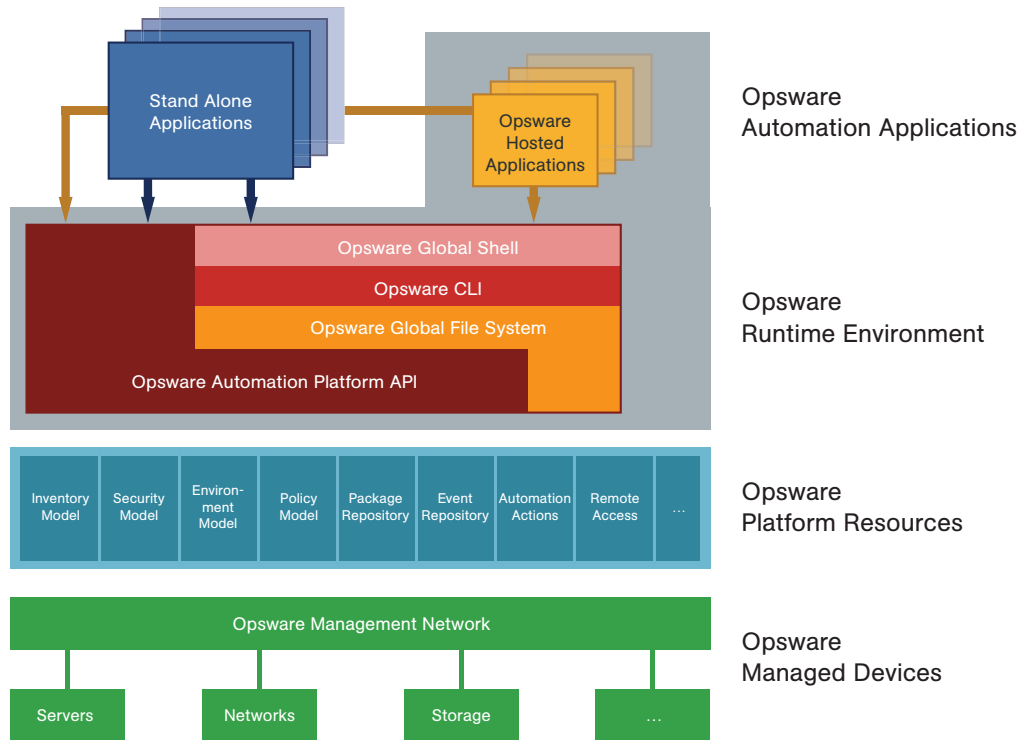 Stand Alone
Applications
Opsware
Hosted
Applications
Opsware
Automation Applications
Opsware Global Shell
Opsware CLI
Opsware Global File System
Opsware Automation Platform API
Opsware
Runtime Environment
Inventory
Model
Security
Model
Environ-
ment
Model
Policy
Model
Package
Repository
Event
Repository
Automation
Actions
Remote
Access
...
Opsware
Platform Resources
Opsware Management Network
Servers
Networks
Storage
...
Opsware
Managed Devices